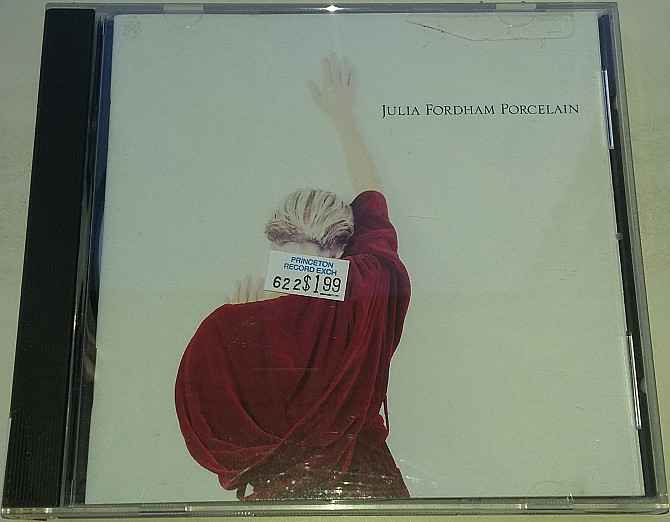 JULIA FORDHAM PORCELAIN
PRINCETON
RECORD EXCH
622$1.99